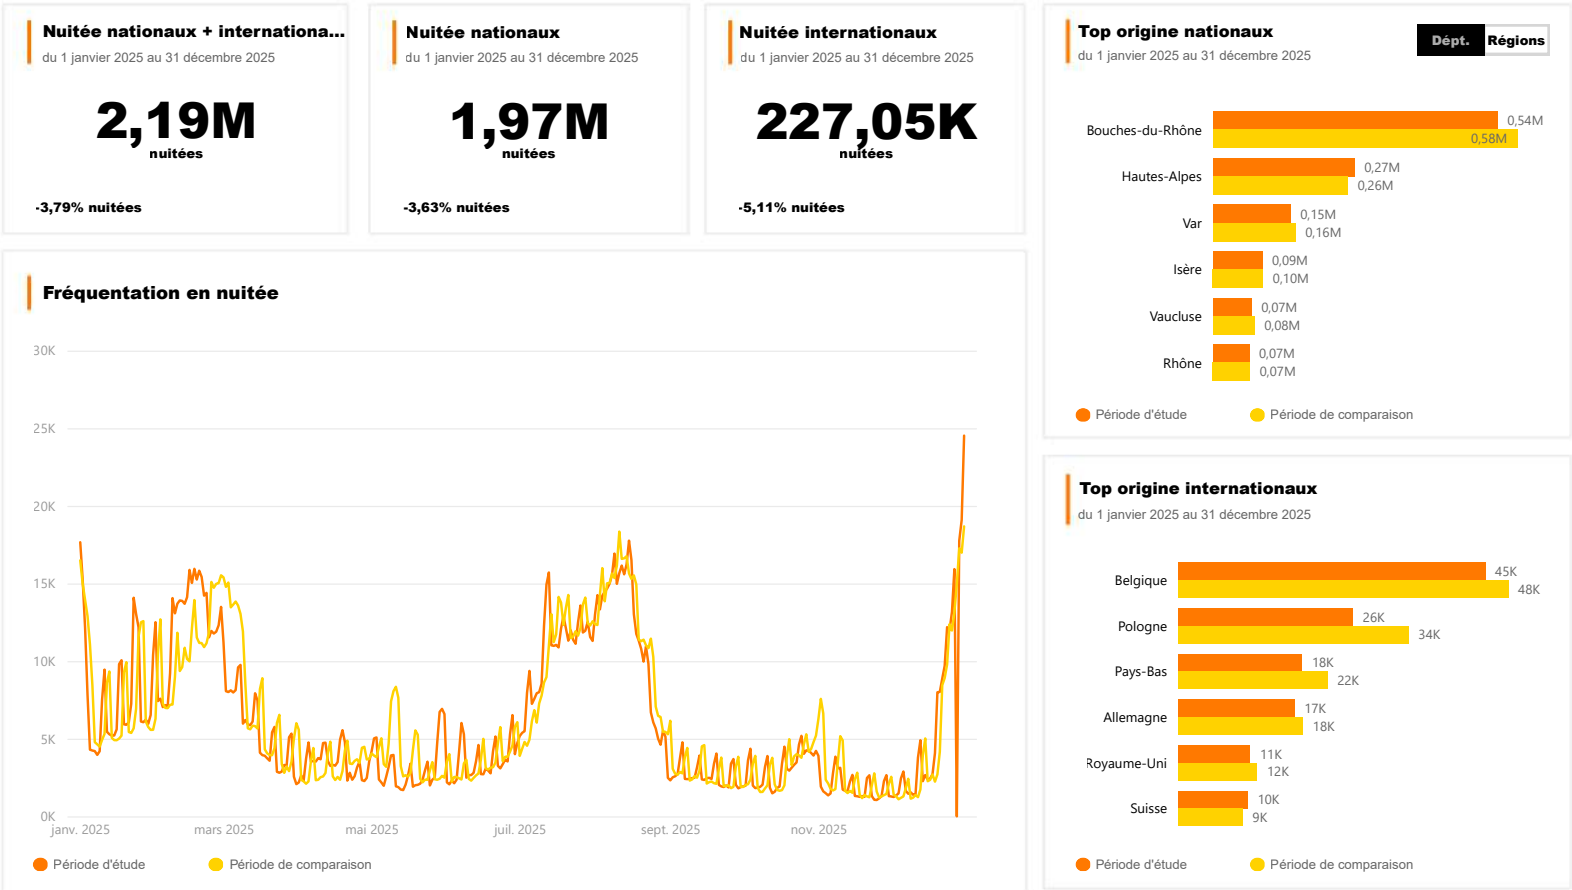 Nuitée nationaux + internationa...
du 1 janvier 2025 au 31 décembre 2025
2,19M
nuitées
-3,79% nuitées
Nuitée nationaux
du 1 janvier 2025 au 31 décembre 2025
1,97M
nuitées
-3,63% nuitées
Nuitée internationaux
du 1 janvier 2025 au 31 décembre 2025
227,05K
nuitées
-5,11% nuitées
Top origine nationaux
du 1 janvier 2025 au 31 décembre 2025
Dépt. Régions
Bouches-du-Rhône 0,54M
0,58M
Hautes-Alpes 0,27M
0,26M
Var 0,15M
0,16M
Isère 0,09M
0,10M
Vaucluse 0,07M
0,08M
Rhône 0,07M
0,07M
Période d'étude Période de comparaison
Fréquentation en nuitée
30K
25K
20K
15K
10K
5K
0K
janv. 2025 mars 2025 mai 2025 juil. 2025 sept. 2025 nov. 2025
Période d'étude Période de comparaison
Top origine internationaux
du 1 janvier 2025 au 31 décembre 2025
Belgique 45K
48K
Pologne 26K
34K
Pays-Bas 18K
22K
Allemagne 17K
18K
Royaume-Uni 11K
12K
Suisse 10K
9K
Période d'étude Période de comparaison